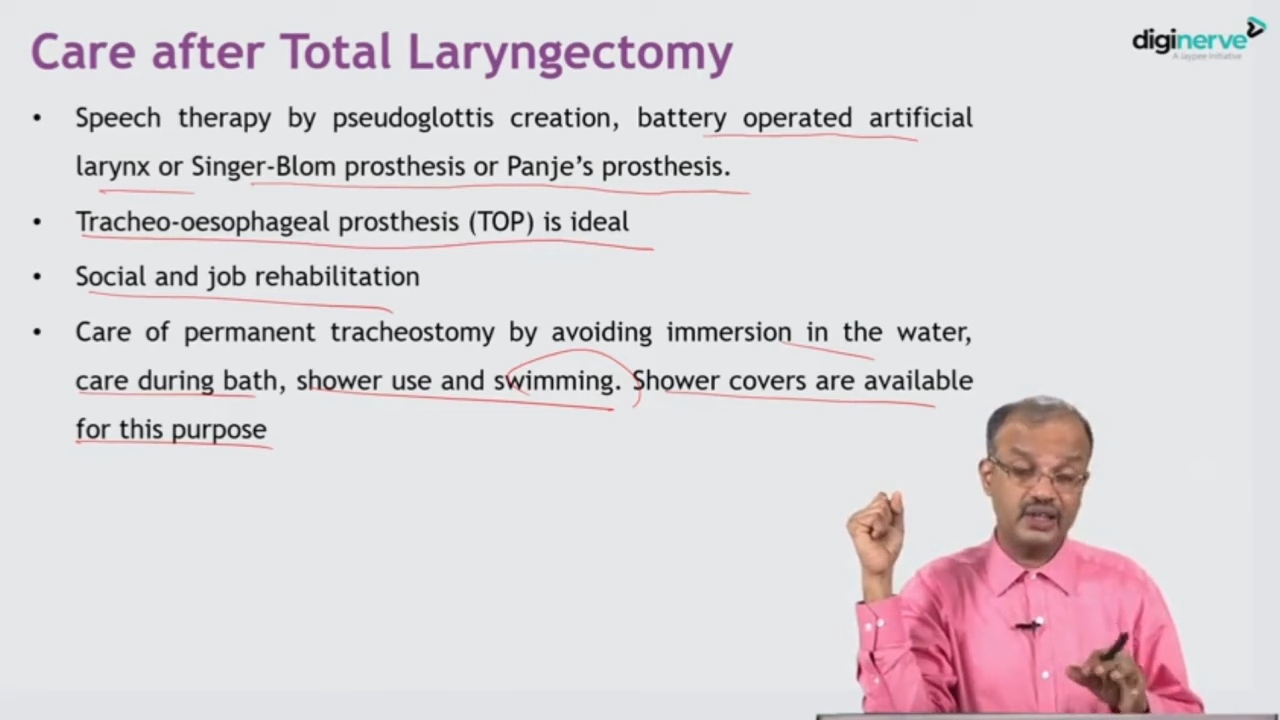 Care after Total Laryngectomy
diginerve
A Jaypee Initiative
• Speech therapy by pseudoglottis creation, battery operated artificial
larynx or Singer-Blom prosthesis or Panje’s prosthesis.
• Tracheo-oesophageal prosthesis (TOP) is ideal
• Social and job rehabilitation
• Care of permanent tracheostomy by avoiding immersion in the water,
care during bath, shower use and swimming. Shower covers are available
for this purpose